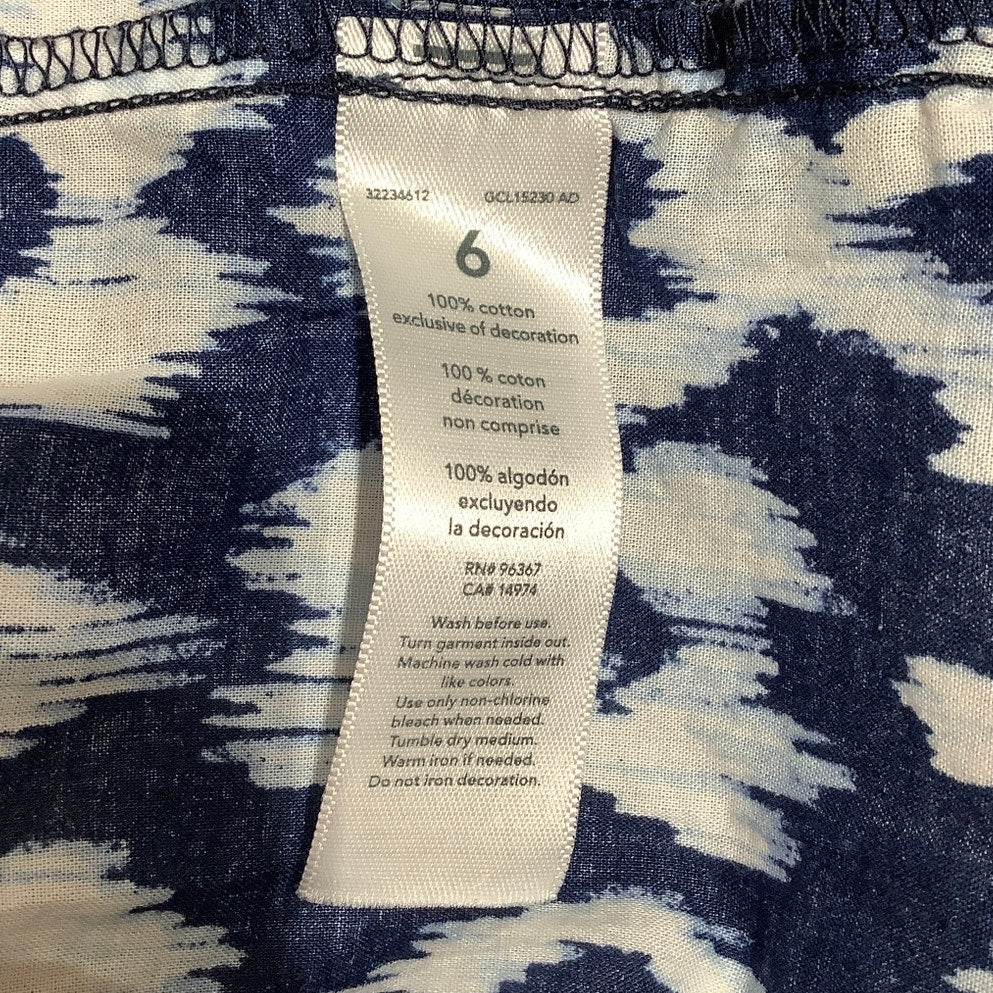 32234612 GCL15230 AD
6
100% cotton
exclusive of decoration
100 % coton
décoration
non comprise
100% algodón
excluyendo
la decoración
RN# 96367
CA# 14974
Wash before use.
Turn garment inside out.
Machine wash cold with
like colors.
Use only non-chlorine
bleach when needed.
Tumble dry medium.
Warm iron if needed.
Do not iron decoration.